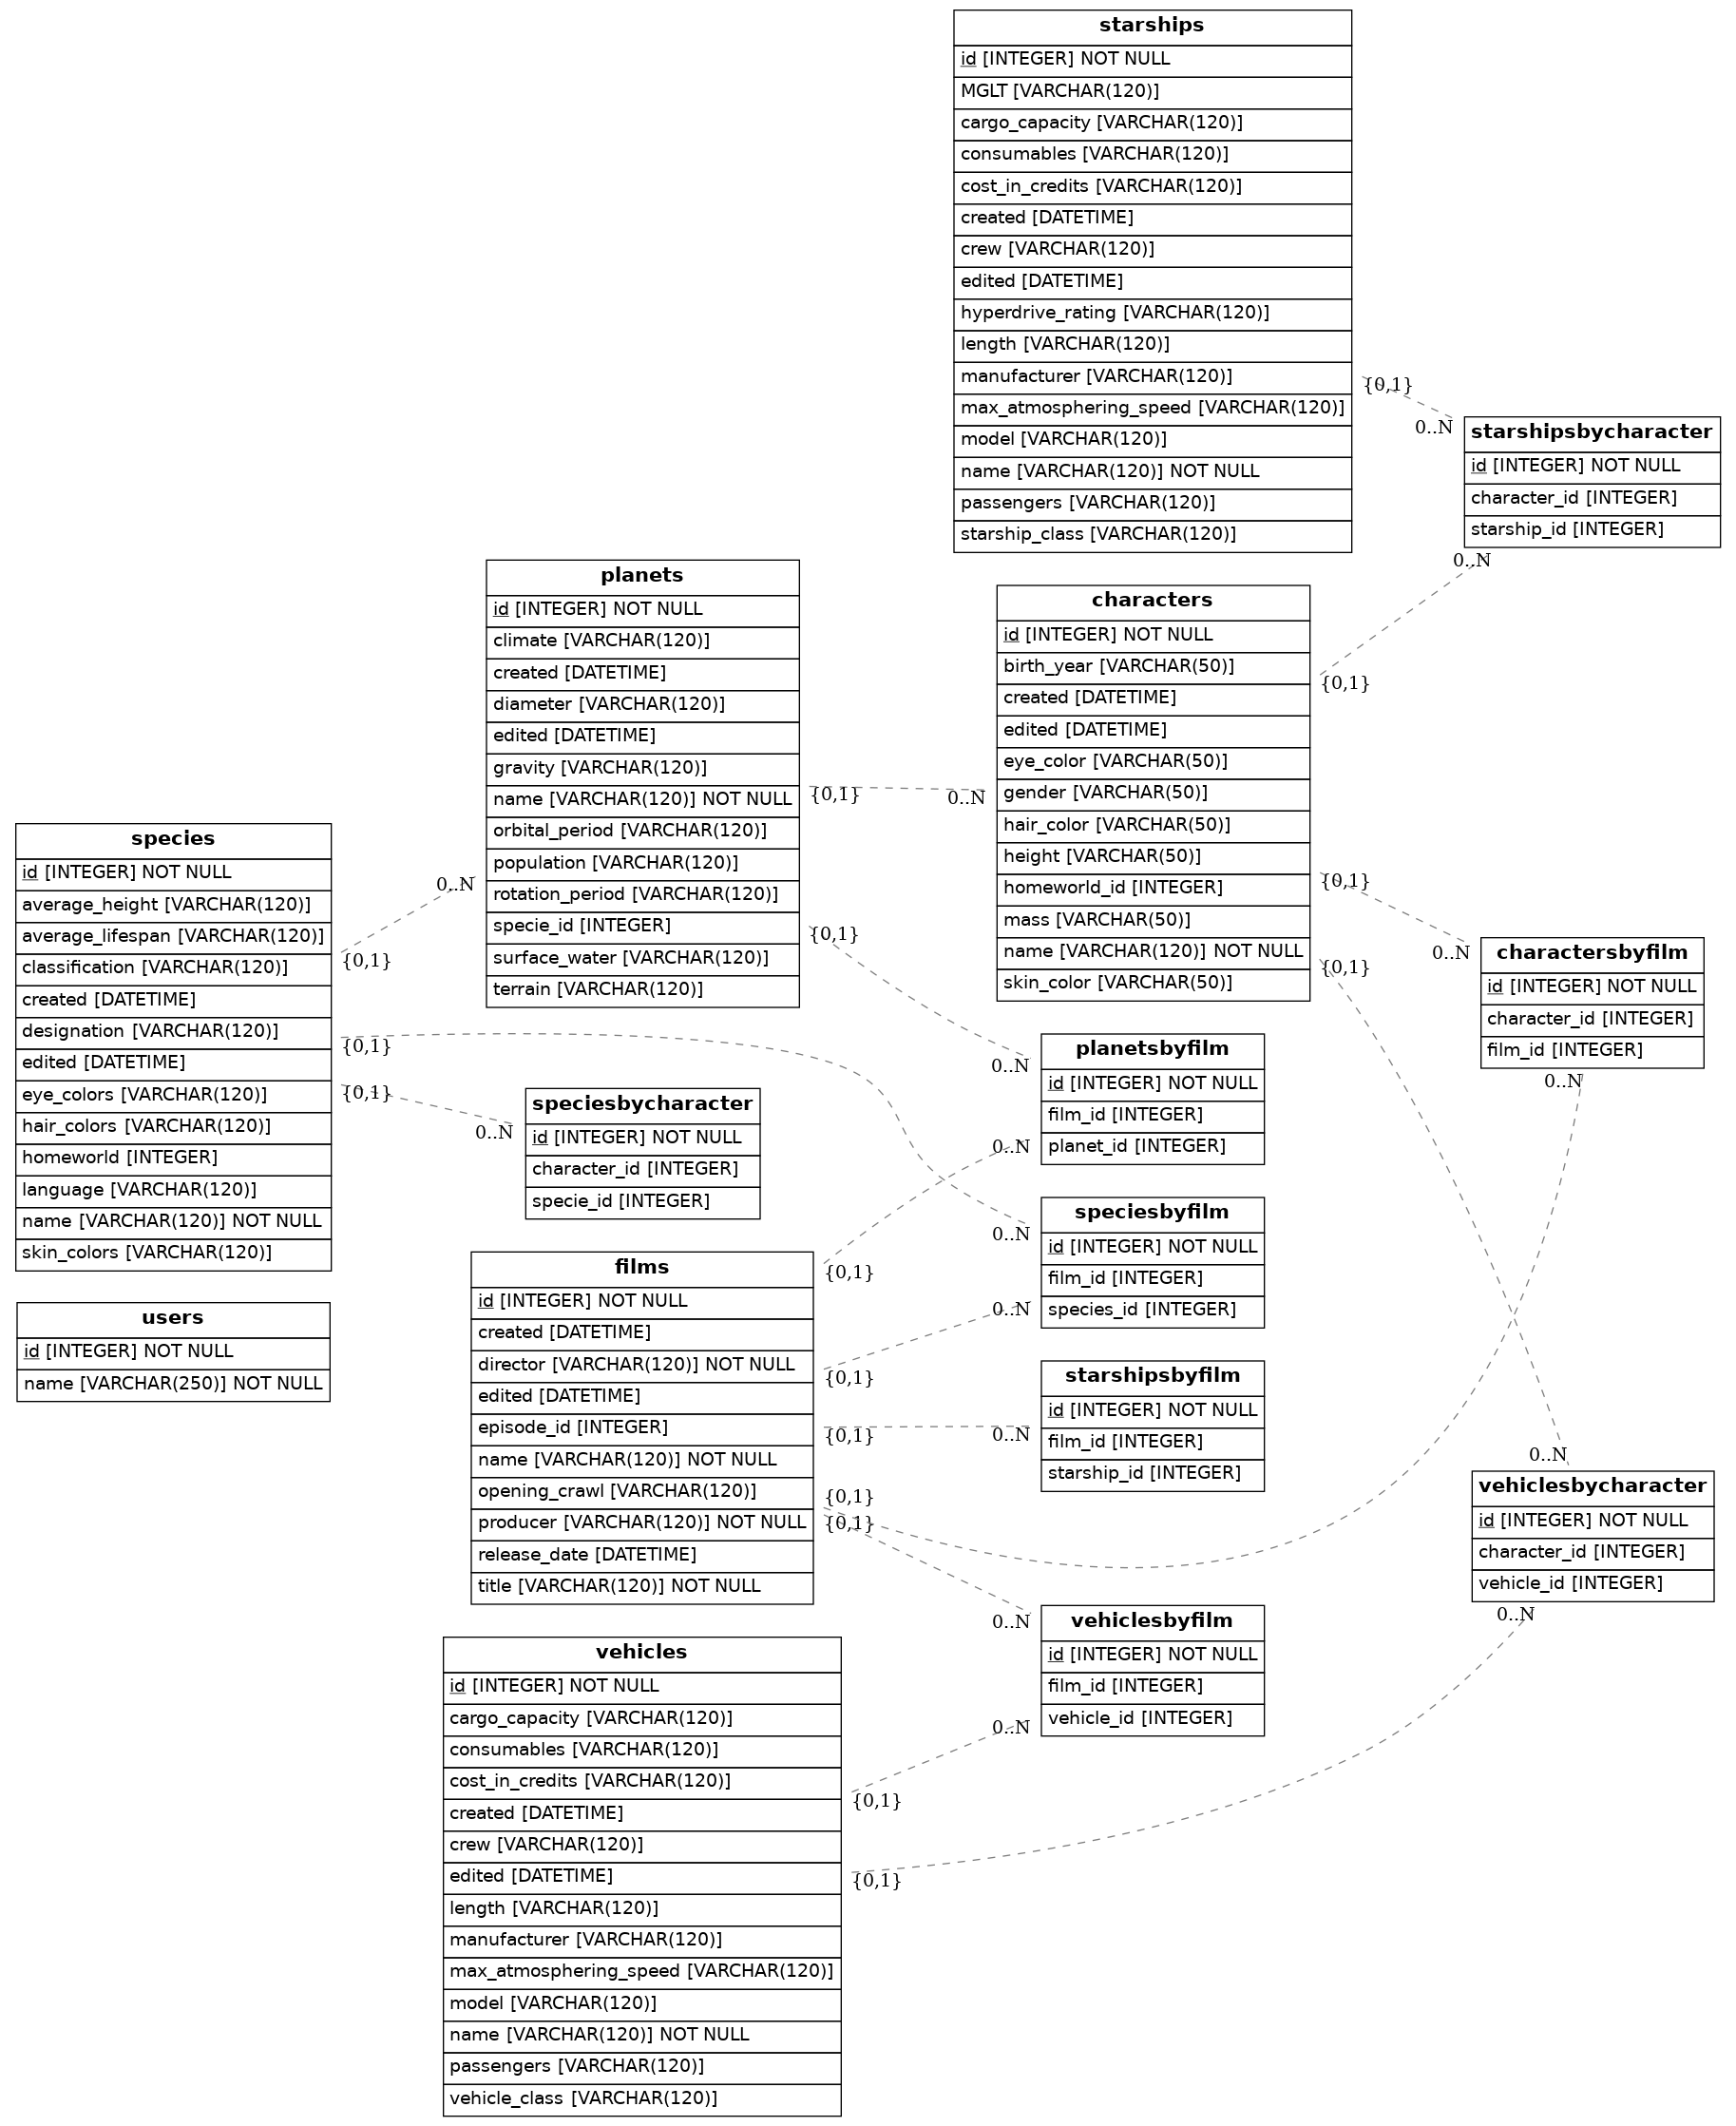 starships
id [INTEGER] NOT NULL
MGLT [VARCHAR(120)]
cargo_capacity [VARCHAR(120)]
consumables [VARCHAR(120)]
cost_in_credits [VARCHAR(120)]
created [DATETIME]
crew [VARCHAR(120)]
edited [DATETIME]
hyperdrive_rating [VARCHAR(120)]
length [VARCHAR(120)]
manufacturer [VARCHAR(120)]
max_atmosphering_speed [VARCHAR(120)]
model [VARCHAR(120)]
name [VARCHAR(120)] NOT NULL
passengers [VARCHAR(120)]
starship_class [VARCHAR(120)]
{0,1}
0..N
starshipsbycharacter
id [INTEGER] NOT NULL
character_id [INTEGER]
starship_id [INTEGER]
0..N
{0,1}
planets
id [INTEGER] NOT NULL
climate [VARCHAR(120)]
created [DATETIME]
diameter [VARCHAR(120)]
edited [DATETIME]
gravity [VARCHAR(120)]
name [VARCHAR(120)] NOT NULL
orbital_period [VARCHAR(120)]
population [VARCHAR(120)]
rotation_period [VARCHAR(120)]
specie_id [INTEGER]
surface_water [VARCHAR(120)]
terrain [VARCHAR(120)]
{0,1}
0..N
{0,1}
characters
id [INTEGER] NOT NULL
birth_year [VARCHAR(50)]
created [DATETIME]
edited [DATETIME]
eye_color [VARCHAR(50)]
gender [VARCHAR(50)]
hair_color [VARCHAR(50)]
height [VARCHAR(50)]
homeworld_id [INTEGER]
mass [VARCHAR(50)]
name [VARCHAR(120)] NOT NULL
skin_color [VARCHAR(50)]
{0,1}
0..N
{0,1}
species
id [INTEGER] NOT NULL
average_height [VARCHAR(120)]
average_lifespan [VARCHAR(120)]
classification [VARCHAR(120)]
created [DATETIME]
designation [VARCHAR(120)]
edited [DATETIME]
eye_colors [VARCHAR(120)]
hair_colors [VARCHAR(120)]
homeworld [INTEGER]
language [VARCHAR(120)]
name [VARCHAR(120)] NOT NULL
skin_colors [VARCHAR(120)]
0..N
{0,1}
{0,1}
{0,1}
0..N
charactersbyfilm
id [INTEGER] NOT NULL
character_id [INTEGER]
film_id [INTEGER]
0..N
planetsbyfilm
id [INTEGER] NOT NULL
film_id [INTEGER]
planet_id [INTEGER]
0..N
0..N
speciesbycharacter
id [INTEGER] NOT NULL
character_id [INTEGER]
specie_id [INTEGER]
speciesbyfilm
id [INTEGER] NOT NULL
film_id [INTEGER]
species_id [INTEGER]
0..N
0..N
films
id [INTEGER] NOT NULL
created [DATETIME]
director [VARCHAR(120)] NOT NULL
edited [DATETIME]
episode_id [INTEGER]
name [VARCHAR(120)] NOT NULL
opening_crawl [VARCHAR(120)]
producer [VARCHAR(120)] NOT NULL
release_date [DATETIME]
title [VARCHAR(120)] NOT NULL
{0,1}
{0,1}
{0,1}
{0,1}
{0,1}
users
id [INTEGER] NOT NULL
name [VARCHAR(250)] NOT NULL
starshipsbyfilm
id [INTEGER] NOT NULL
film_id [INTEGER]
starship_id [INTEGER]
0..N
0..N
vehiclesbycharacter
id [INTEGER] NOT NULL
character_id [INTEGER]
vehicle_id [INTEGER]
0..N
vehiclesbyfilm
id [INTEGER] NOT NULL
film_id [INTEGER]
vehicle_id [INTEGER]
0..N
0..N
vehicles
id [INTEGER] NOT NULL
cargo_capacity [VARCHAR(120)]
consumables [VARCHAR(120)]
cost_in_credits [VARCHAR(120)]
created [DATETIME]
crew [VARCHAR(120)]
edited [DATETIME]
length [VARCHAR(120)]
manufacturer [VARCHAR(120)]
max_atmosphering_speed [VARCHAR(120)]
model [VARCHAR(120)]
name [VARCHAR(120)] NOT NULL
passengers [VARCHAR(120)]
vehicle_class [VARCHAR(120)]
{0,1}
{0,1}